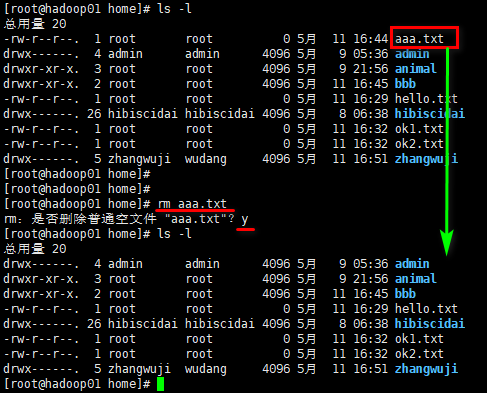 [root@hadoop01 home]# ls -l
总用量 20
-rw-r--r--.  1 root       root          0 5月   11 16:44 aaa.txt
drwx------.  4 admin      admin      4096 5月    9 05:36 admin
drwxr-xr-x.  3 root       root       4096 5月    9 21:56 animal
drwxr-xr-x.  2 root       root       4096 5月   11 16:45 bbb
-rw-r--r--.  1 root       root          0 5月   11 16:29 hello.txt
drwx------. 26 hibiscidai hibiscidai 4096 5月    8 06:38 hibiscidai
-rw-r--r--.  1 root       root          0 5月   11 16:32 ok1.txt
-rw-r--r--.  1 root       root          0 5月   11 16:32 ok2.txt
drwx------.  5 zhangwuji  wudang     4096 5月   11 16:51 zhangwuji
[root@hadoop01 home]#
[root@hadoop01 home]#
[root@hadoop01 home]# rm aaa.txt
rm：是否删除普通空文件 "aaa.txt"？y
[root@hadoop01 home]# ls -l
总用量 20
drwx------.  4 admin      admin      4096 5月    9 05:36 admin
drwxr-xr-x.  3 root       root       4096 5月    9 21:56 animal
drwxr-xr-x.  2 root       root       4096 5月   11 16:45 bbb
-rw-r--r--.  1 root       root          0 5月   11 16:29 hello.txt
drwx------. 26 hibiscidai hibiscidai 4096 5月    8 06:38 hibiscidai
-rw-r--r--.  1 root       root          0 5月   11 16:32 ok1.txt
-rw-r--r--.  1 root       root          0 5月   11 16:32 ok2.txt
drwx------.  5 zhangwuji  wudang     4096 5月   11 16:51 zhangwuji
[root@hadoop01 home]#